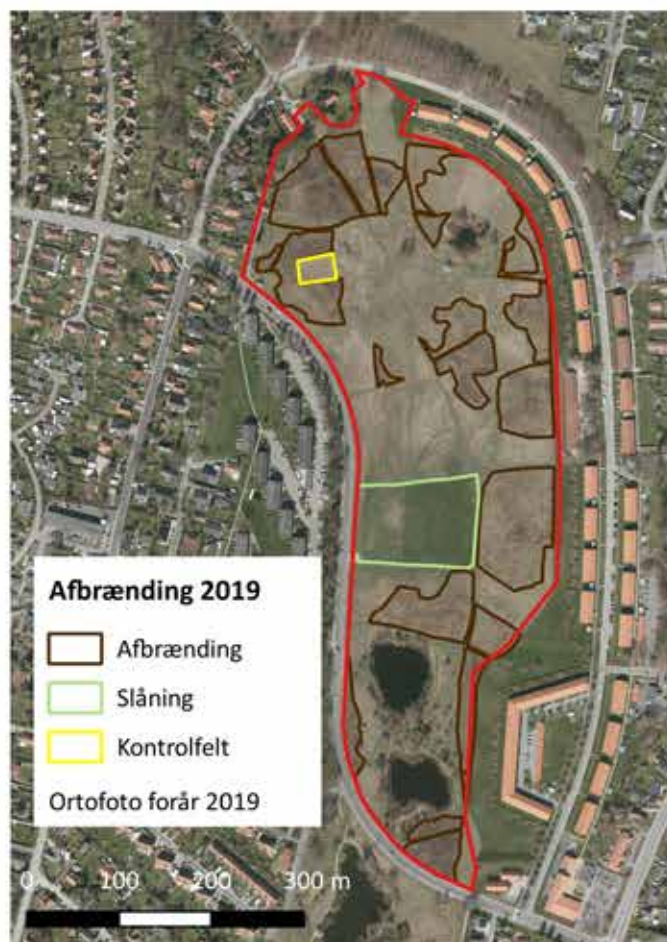 Afbrænding 2019
Afbrænding
Slåning
Kontrolfelt
Ortofoto forår 2019
0 100 200 300 m